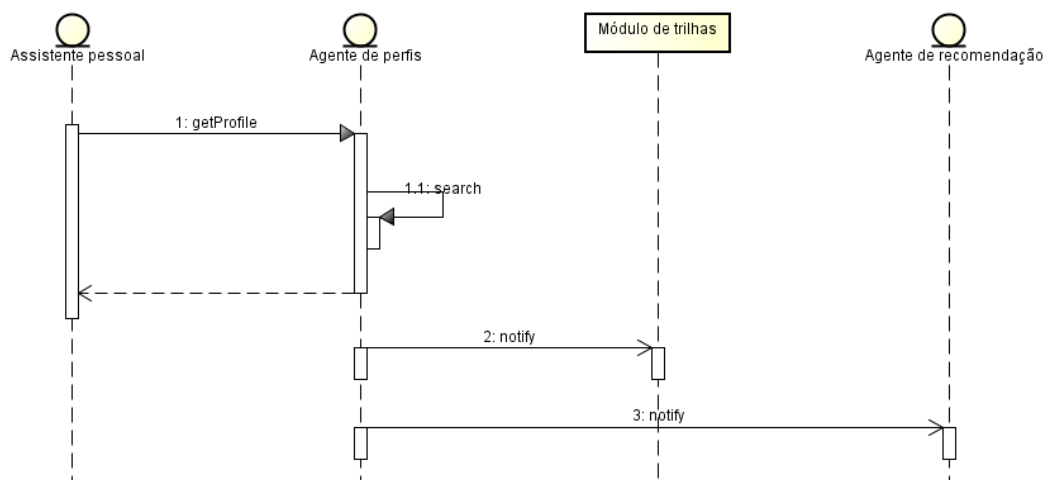 Assistente pessoal
Agente de perfis
Módulo de trilhas
Agente de recomendação
1: getProfile
1.1: search
2: notify
3: notify